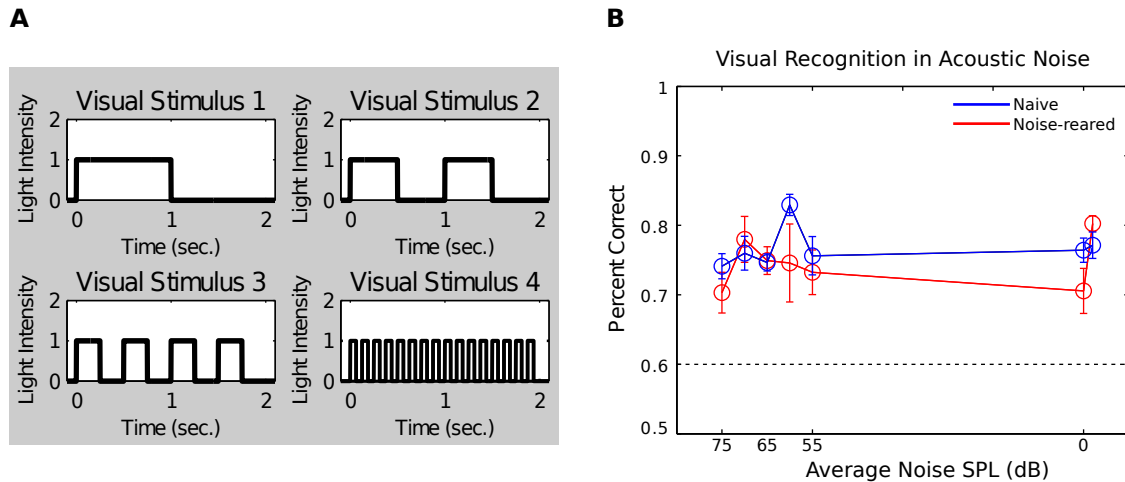 A
Visual Stimulus 1
Light Intensity
2
1
0
0 1 2
Time (sec.)
Visual Stimulus 2
Light Intensity
2
1
0
0 1 2
Time (sec.)
Visual Stimulus 3
Light Intensity
2
1
0
0 1 2
Time (sec.)
Visual Stimulus 4
Light Intensity
2
1
0
0 1 2
Time (sec.)
B
Visual Recognition in Acoustic Noise
Percent Correct
1
0.9
0.8
0.7
0.6
0.5
Naive
Noise-reared
75 65 55 0
Average Noise SPL (dB)